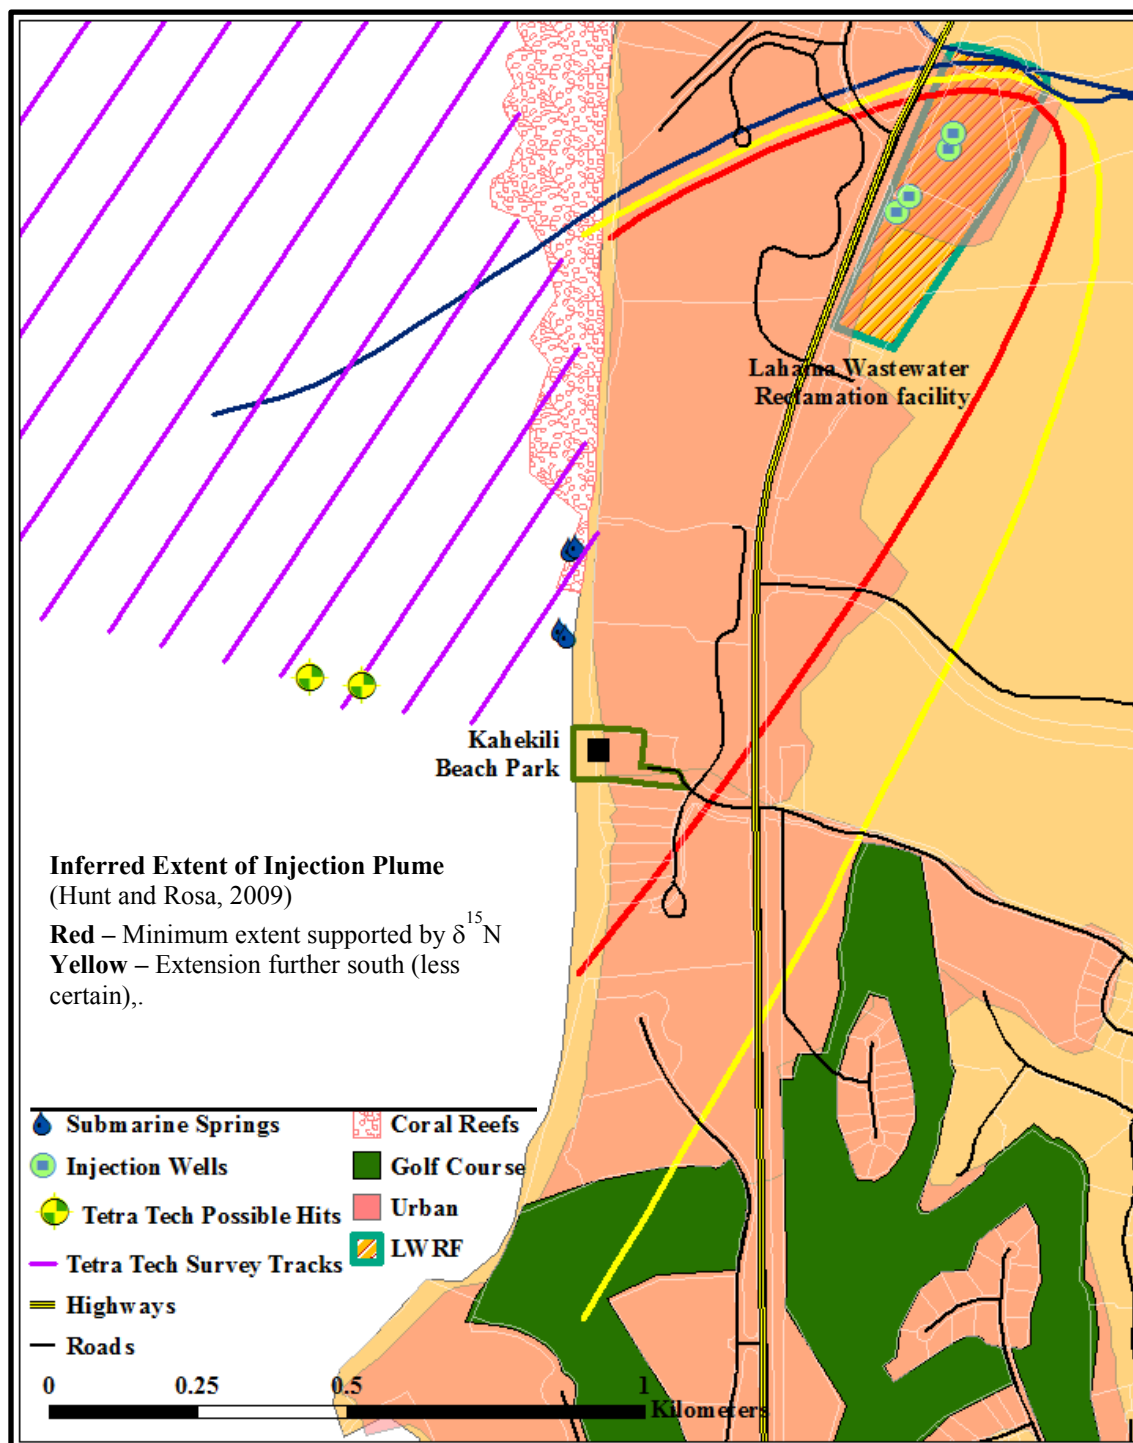 Lahaina Wastewater
Reclamation facility
Kahekili
Beach Park
Inferred Extent of Injection Plume
(Hunt and Rosa, 2009)
Red – Minimum extent supported by δ¹⁵N
Yellow – Extension further south (less
certain),.
Submarine Springs
Injection Wells
Tetra Tech Possible Hits
Tetra Tech Survey Tracks
Highways
Roads
Coral Reefs
Golf Course
Urban
LWRF
0 0.25 0.5 1
Kilometers